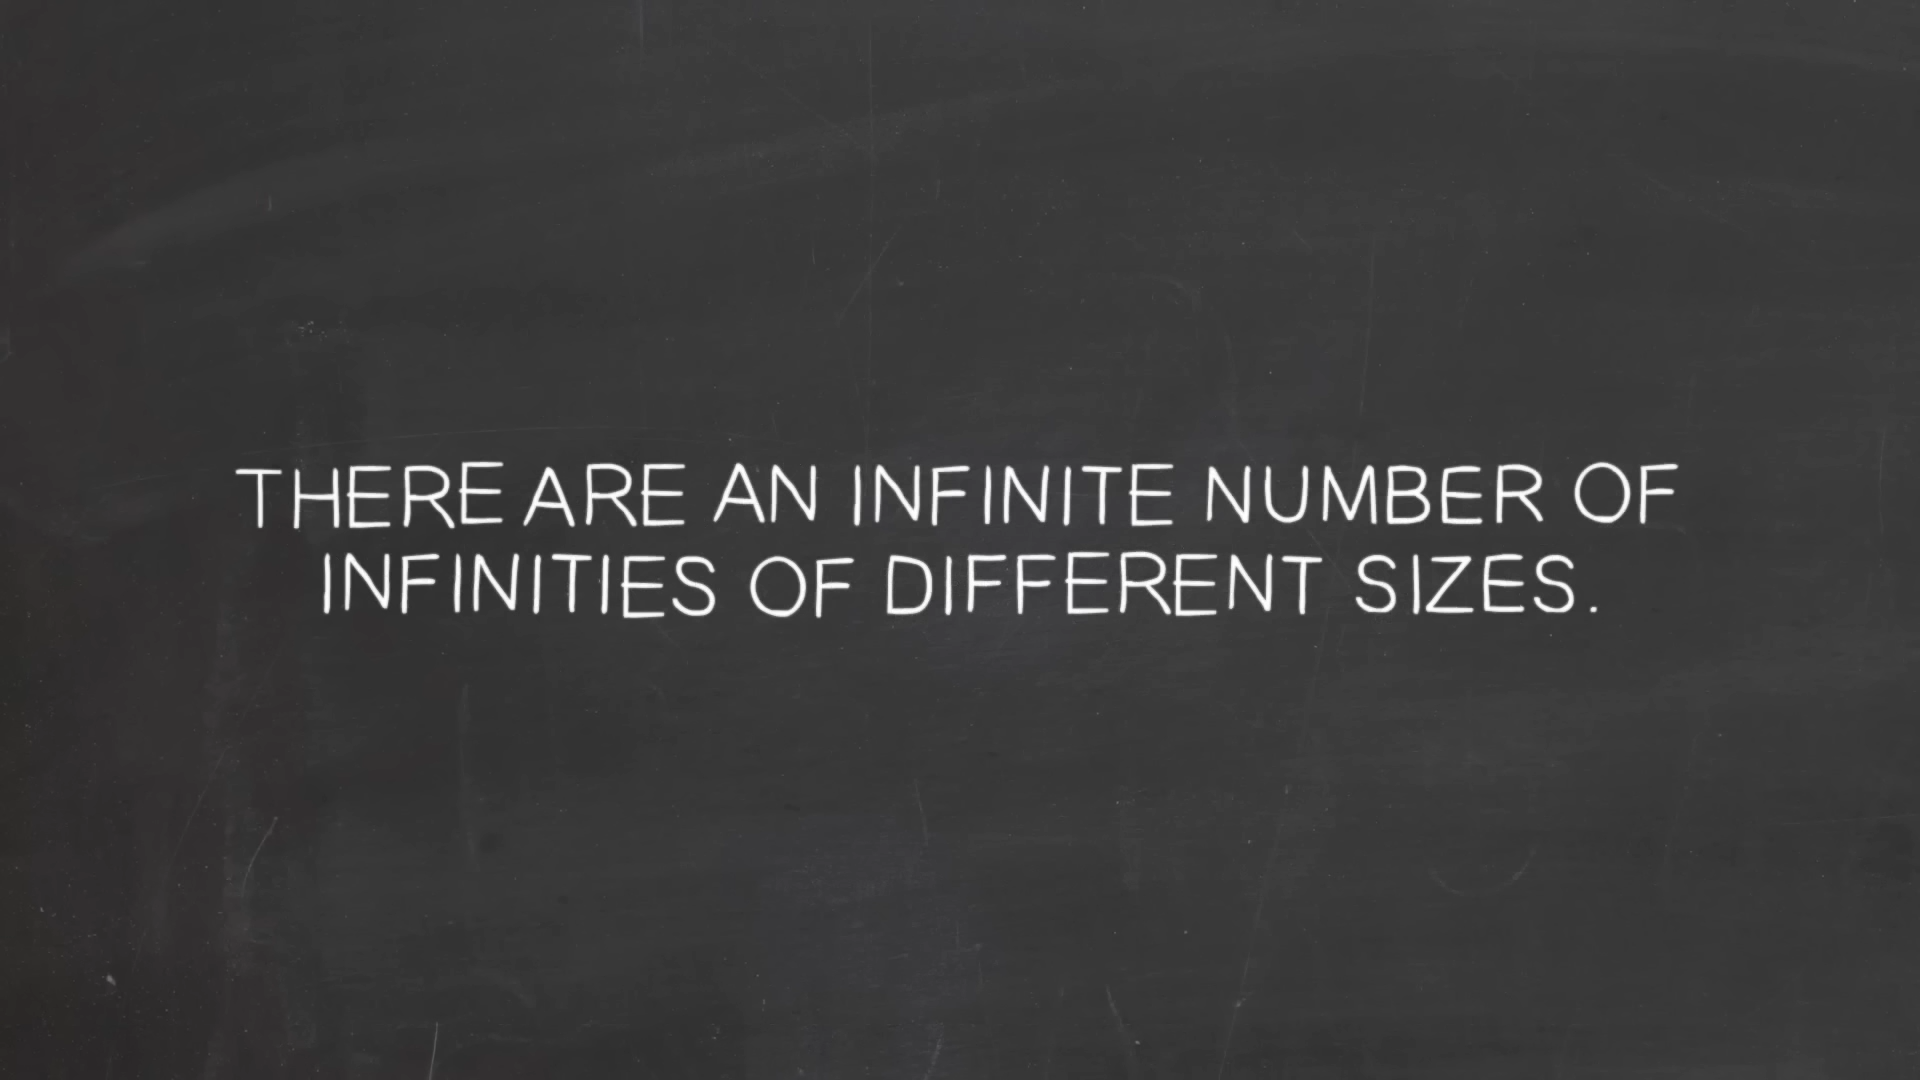 THERE ARE AN INFINITE NUMBER OF
INFINITIES OF DIFFERENT SIZES.